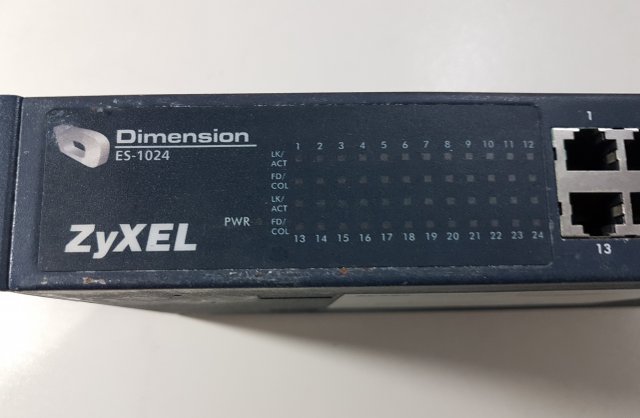 Dimension
ES-1024
1 2 3 4 5 6 7 8 9 10 11 12
LK/
ACT
FD/
COL
LK/
ACT
PWR FD/
COL
13 14 15 16 17 18 19 20 21 22 23 24
ZyXEL
1
13